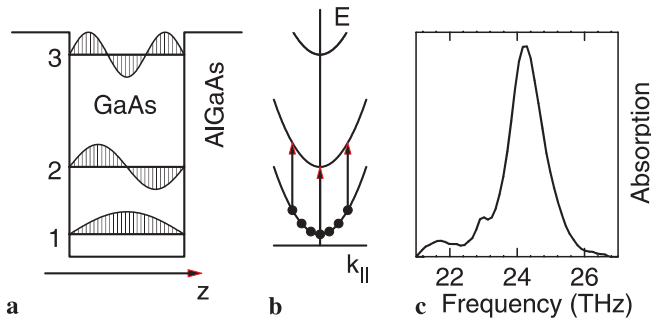 3
2
1
GaAs
AlGaAs
z
a
E
k||
b
Absorption
22 24 26
c Frequency (THz)